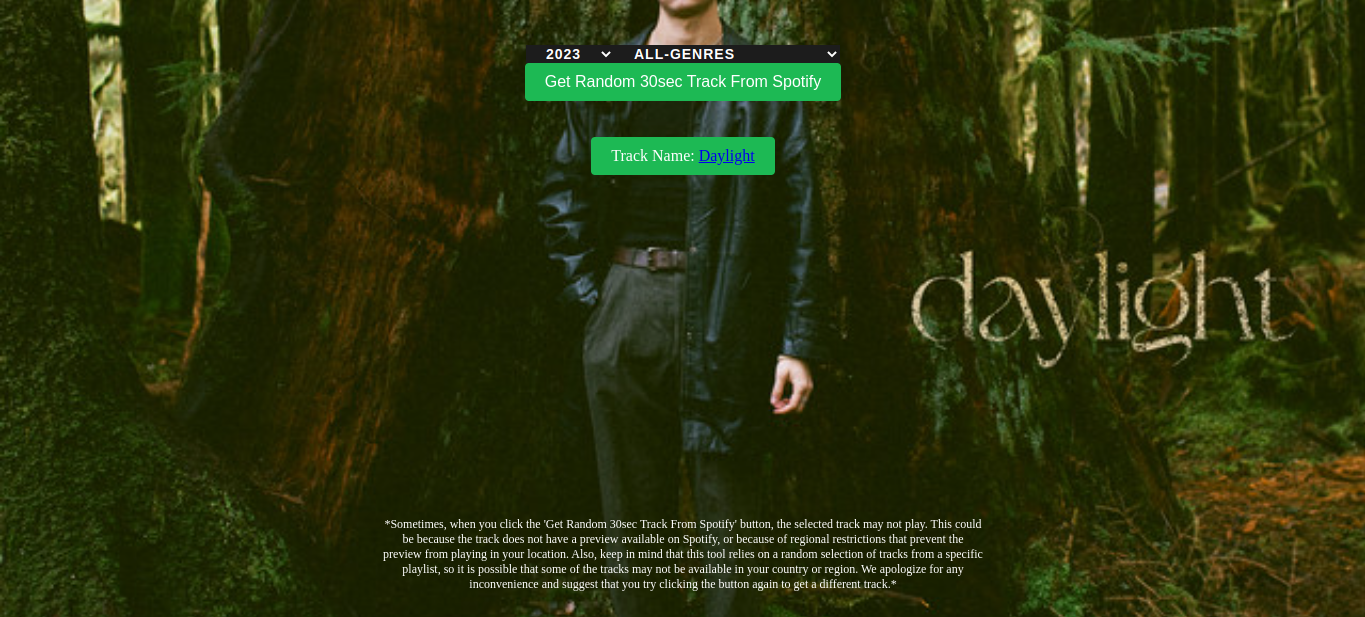 2023 ALL-GENRES
Get Random 30sec Track From Spotify
Track Name: Daylight
daylight
*Sometimes, when you click the 'Get Random 30sec Track From Spotify' button, the selected track may not play. This could
be because the track does not have a preview available on Spotify, or because of regional restrictions that prevent the
preview from playing in your location. Also, keep in mind that this tool relies on a random selection of tracks from a specific
playlist, so it is possible that some of the tracks may not be available in your country or region. We apologize for any
inconvenience and suggest that you try clicking the button again to get a different track.*